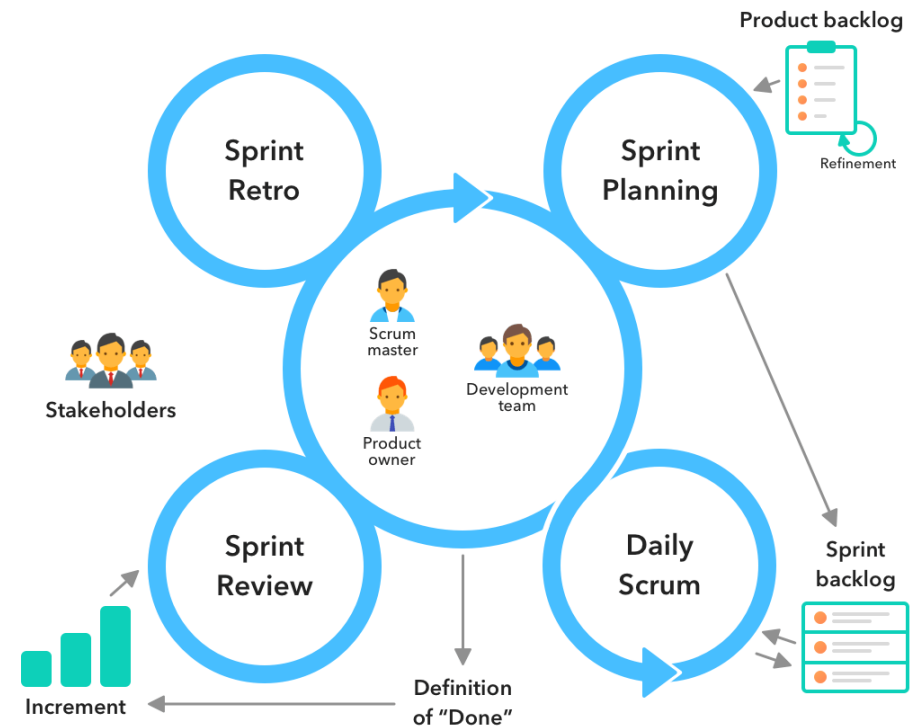 Product backlog
Refinement
Sprint
Retro
Sprint
Planning
Scrum
master
Development
team
Product
owner
Stakeholders
Sprint
Review
Daily
Scrum
Sprint
backlog
Increment
Definition
of “Done”